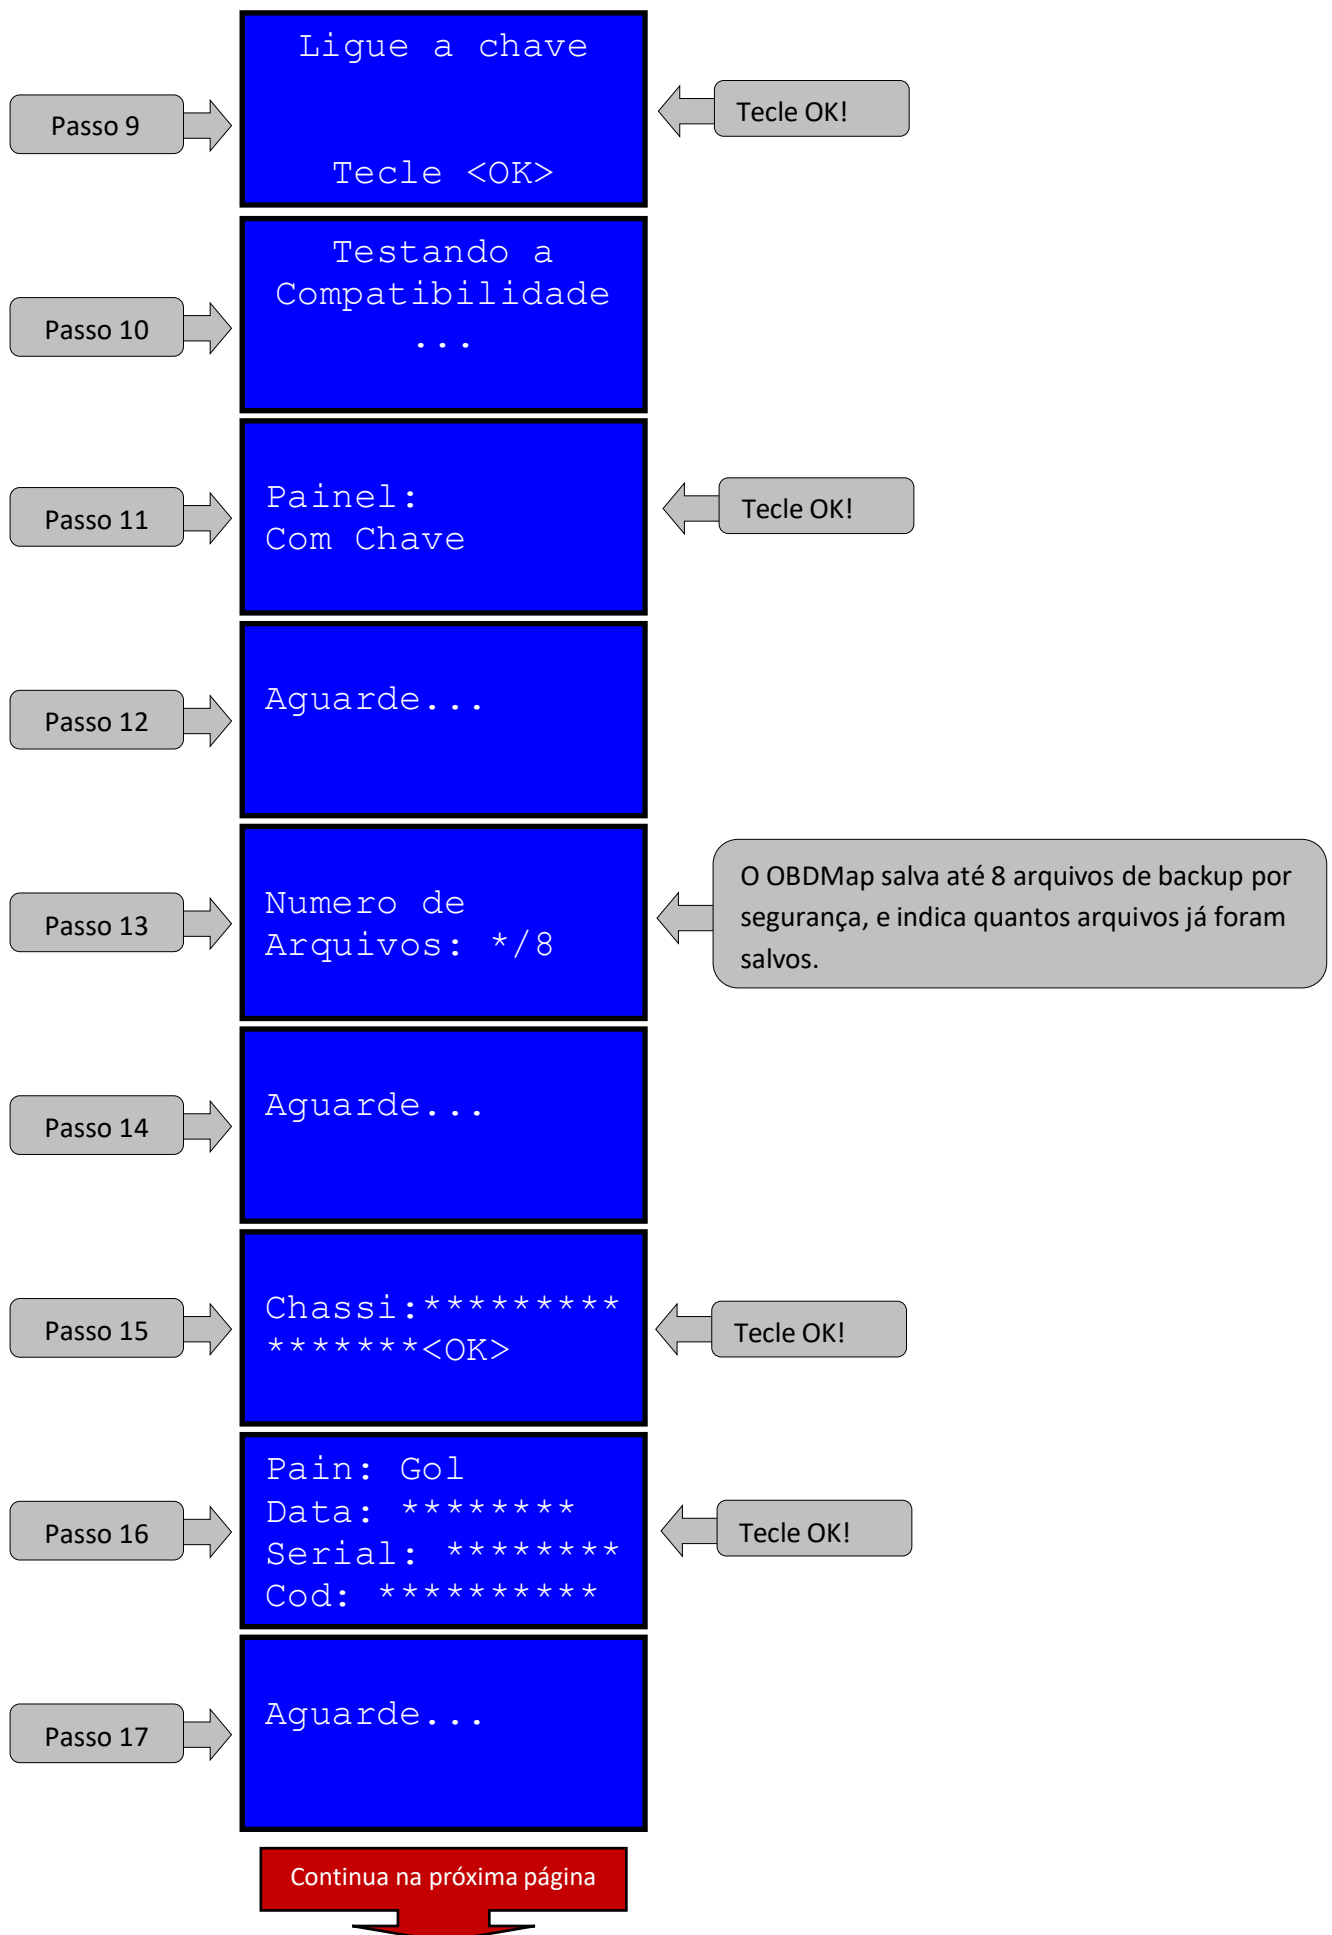 Ligue a chave
Passo 9
Tecle OK!
Tecle <OK>
Testando a
Compatibilidade
...
Passo 10
Painel:
Com Chave
Passo 11
Tecle OK!
Aguarde...
Passo 12
Numero de
Arquivos: */8
Passo 13
O OBDMap salva até 8 arquivos de backup por
segurança, e indica quantos arquivos já foram
salvos.
Aguarde...
Passo 14
Chassi:*********
*******<OK>
Passo 15
Tecle OK!
Pain: Gol
Data: ********
Serial: ********
Cod: **********
Passo 16
Tecle OK!
Aguarde...
Passo 17
Continua na próxima página